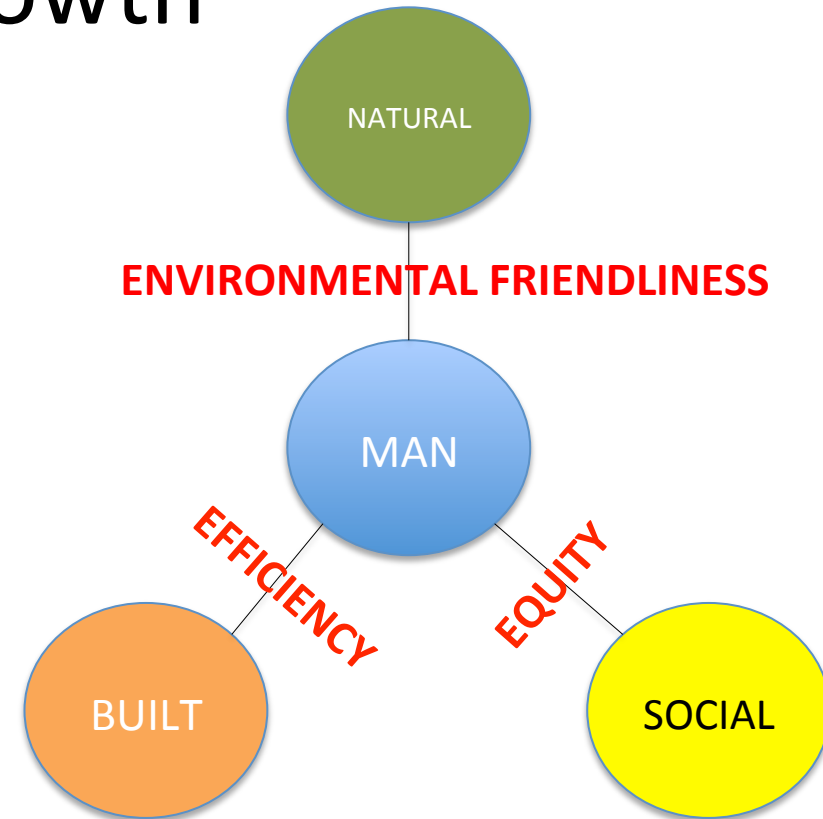 NATURAL
ENVIRONMENTAL FRIENDLINESS
MAN
EFFICIENCY
EQUITY
BUILT
SOCIAL